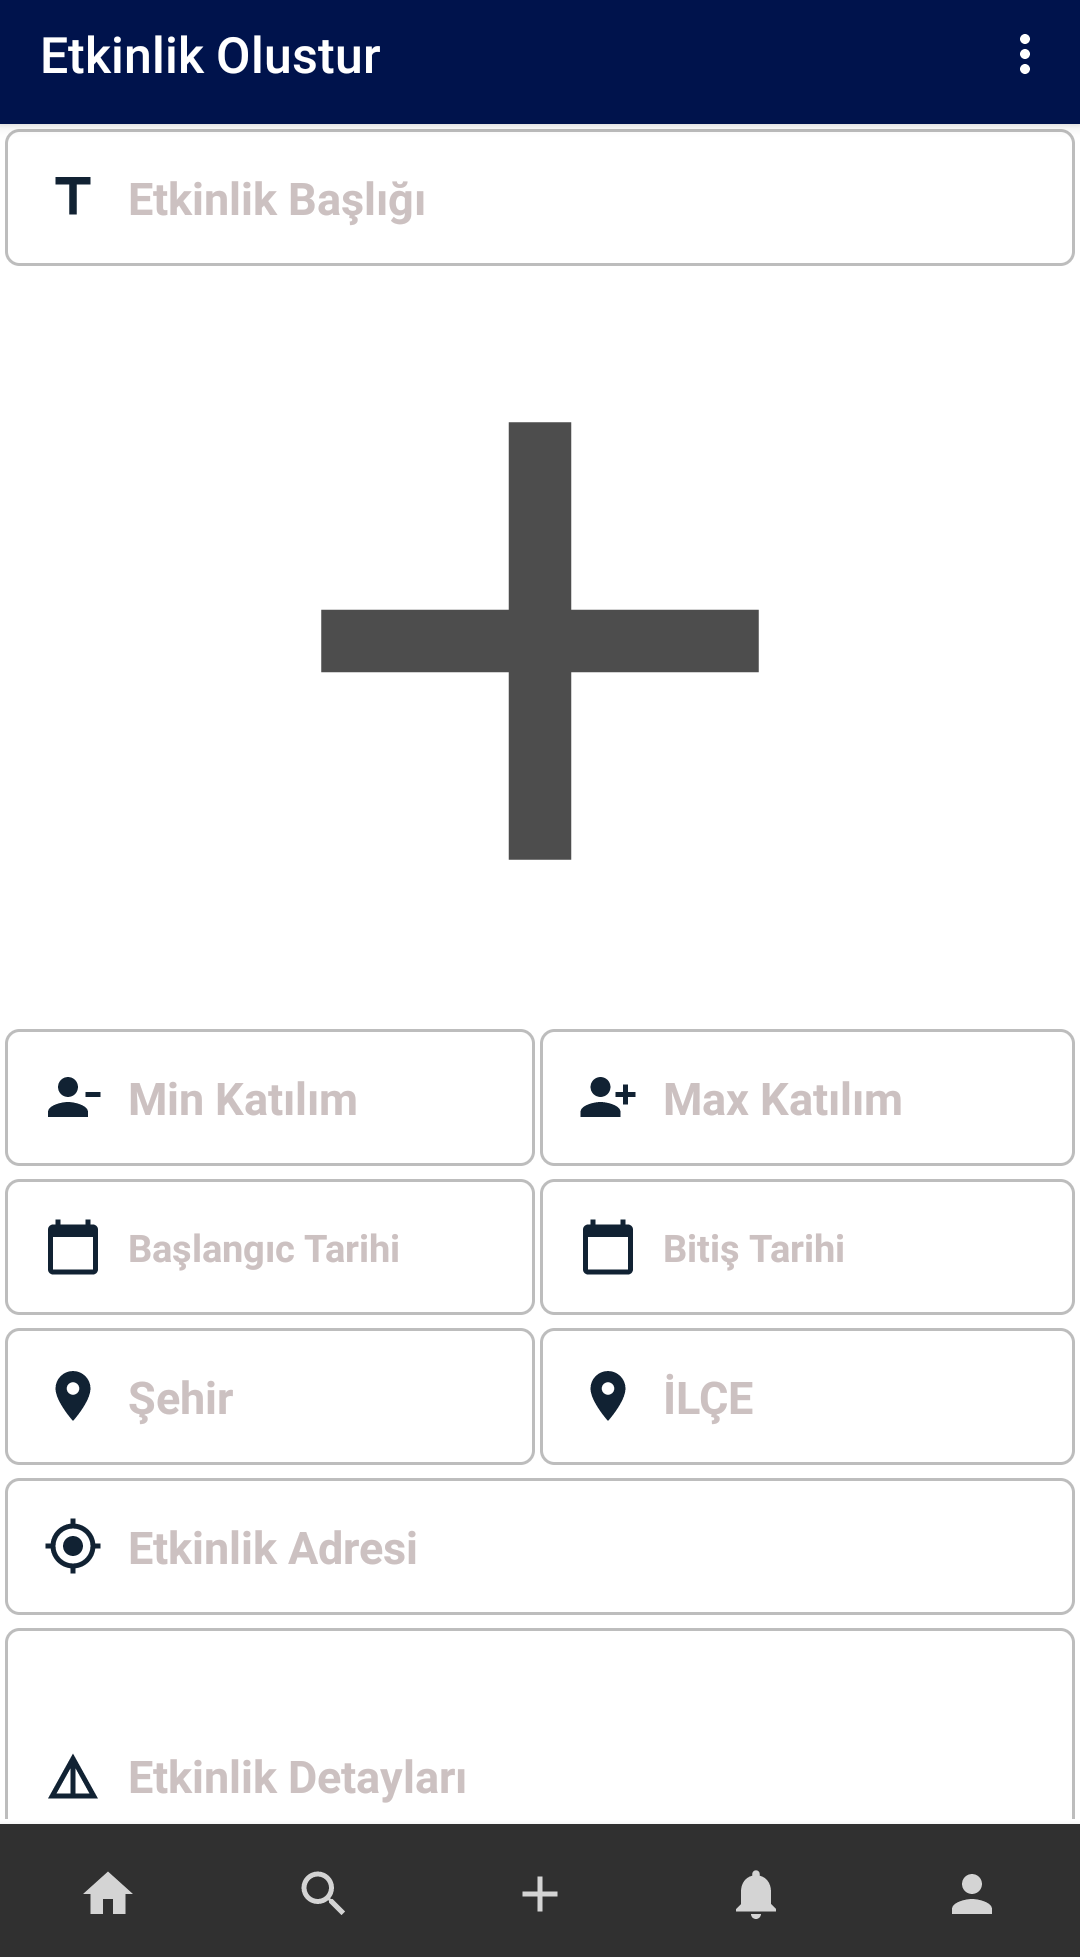 Etkinlik Olustur
Etkinlik Başlığı
Min Katılım
Max Katılım
Başlangıc Tarihi
Bitiş Tarihi
Şehir
İLÇE
Etkinlik Adresi
Etkinlik Detayları